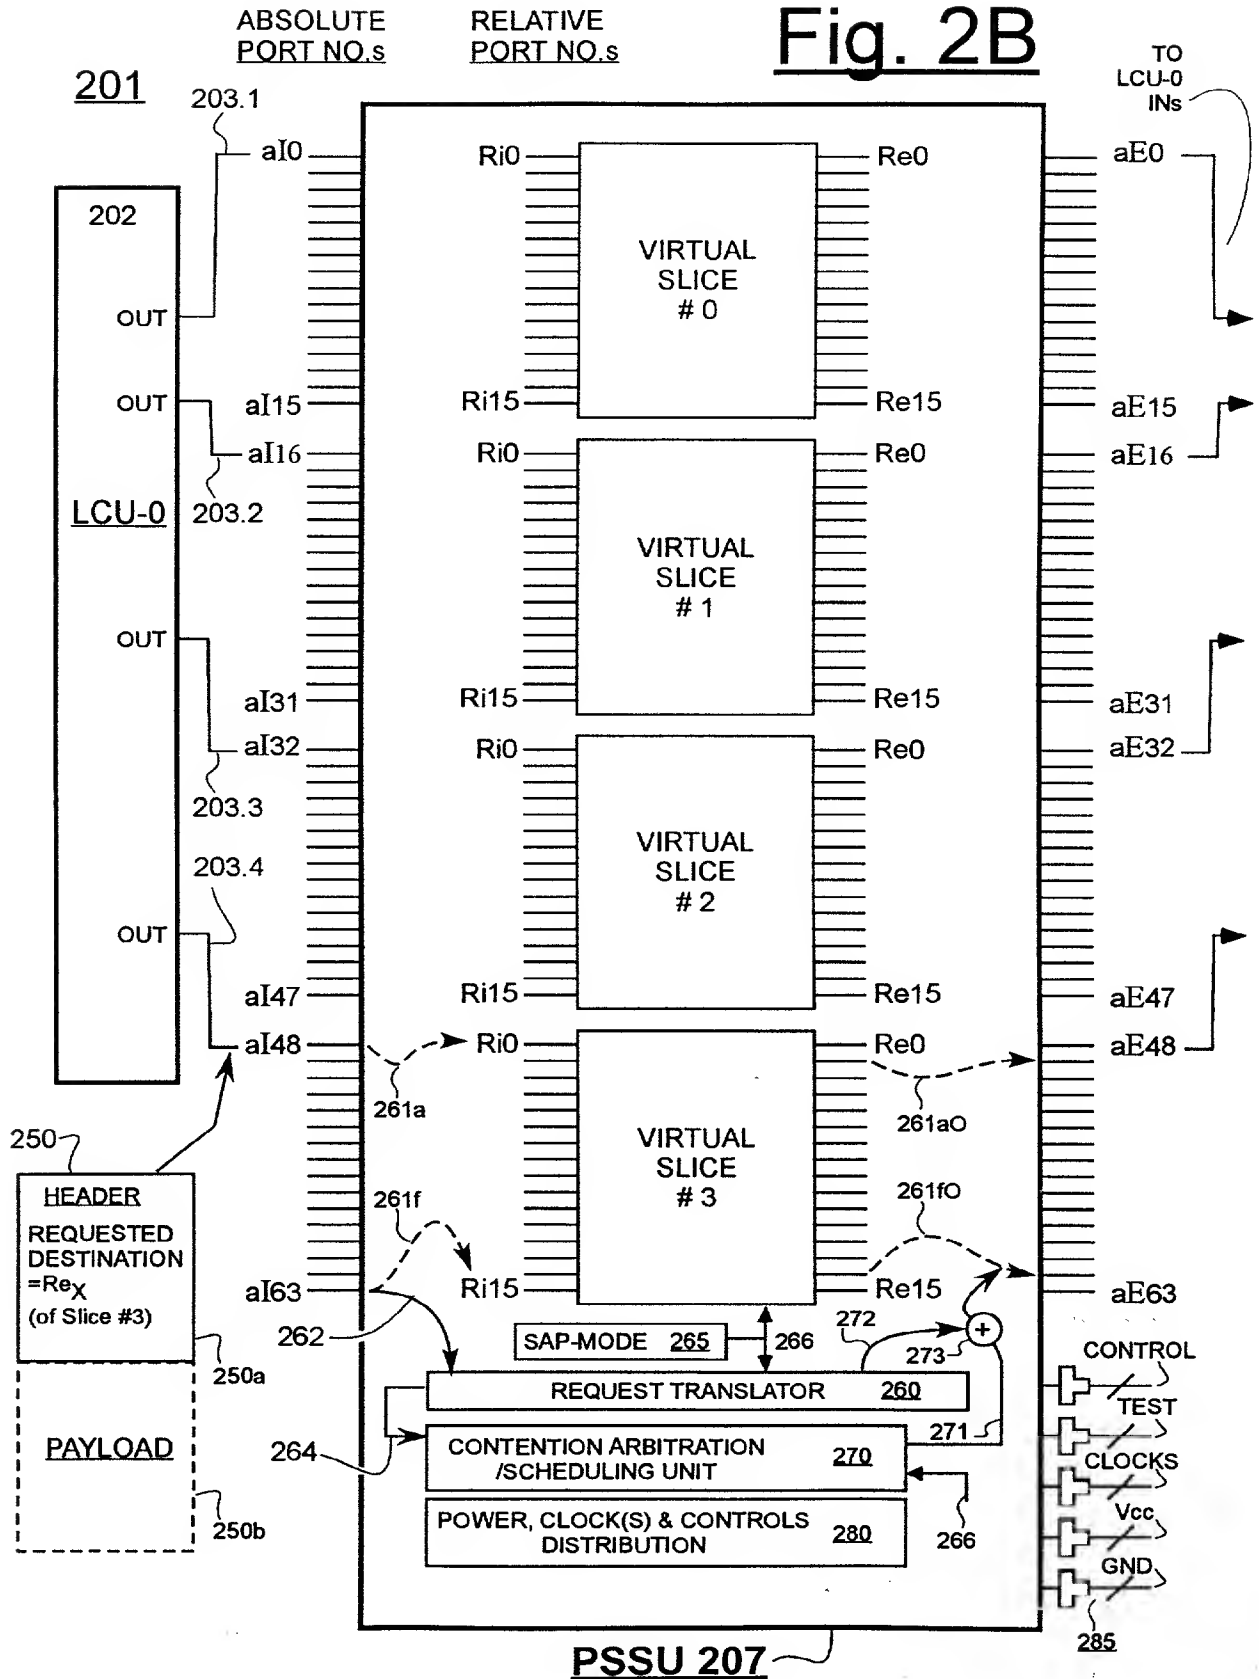 ABSOLUTE
PORT NO.s
RELATIVE
PORT NO.s
Fig. 2B
TO
LCU-0
INs
201
203.1
aI0
Ri0
Re0
aE0
202
VIRTUAL
SLICE
# 0
OUT
OUT
aI15
Ri15
Re15
aE15
aI16
Ri0
Re0
aE16
LCU-0
203.2
VIRTUAL
SLICE
# 1
OUT
aI31
Ri15
Re15
aE31
aI32
Ri0
Re0
aE32
203.3
VIRTUAL
SLICE
# 2
203.4
OUT
aI47
Ri15
Re15
aE47
aI48
Ri0
Re0
aE48
261a
261aO
250
VIRTUAL
SLICE
# 3
HEADER
REQUESTED
DESTINATION
=ReX
(of Slice #3)
261f
261fO
aI63
Ri15
Re15
aE63
262
SAP-MODE 265
266
272
273
CONTROL
250a
REQUEST TRANSLATOR 260
TEST
PAYLOAD
264
CONTENTION ARBITRATION
/SCHEDULING UNIT
270
271
CLOCKS
250b
POWER, CLOCK(S) & CONTROLS
DISTRIBUTION
280
266
Vcc
GND
285
PSSU 207